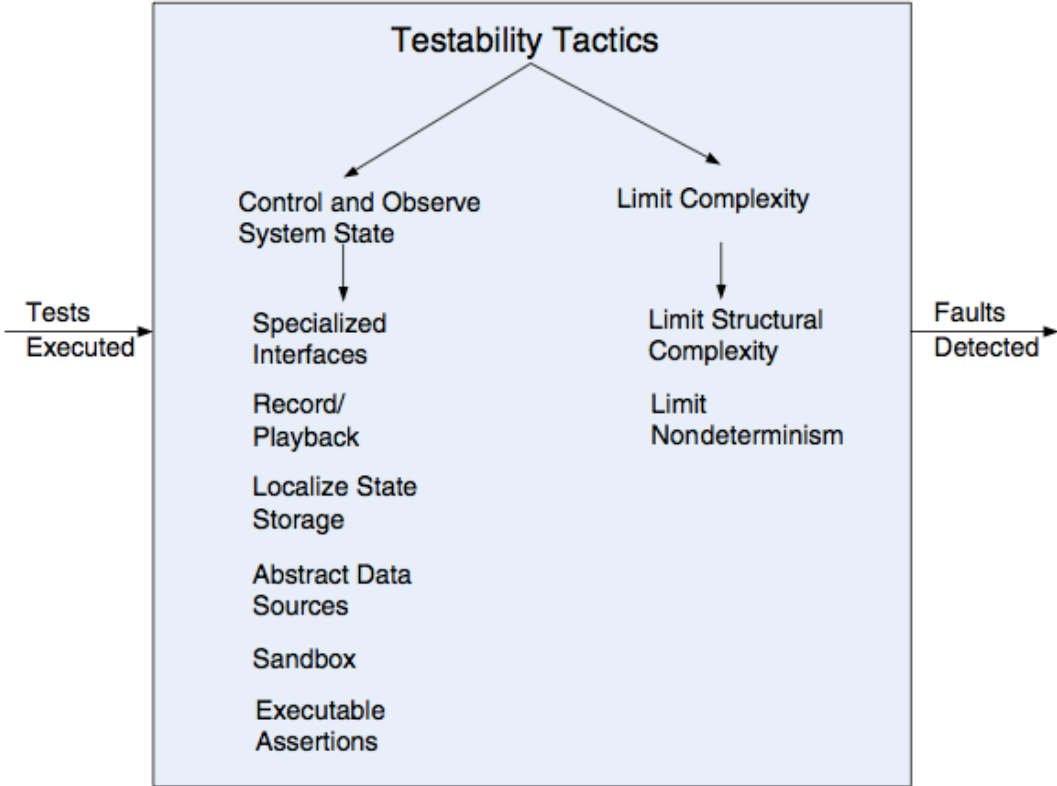 Testability Tactics
Control and Observe
System State
Limit Complexity
Tests
Executed
Specialized
Interfaces
Record/
Playback
Localize State
Storage
Abstract Data
Sources
Sandbox
Executable
Assertions
Limit Structural
Complexity
Limit
Nondeterminism
Faults
Detected